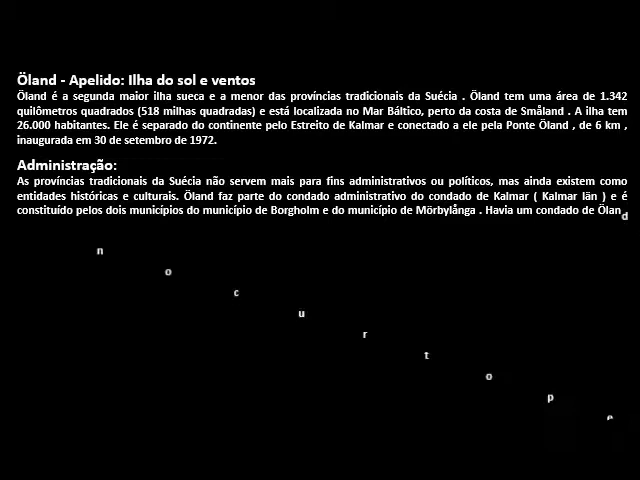 Öland - Apelido: Ilha do sol e ventos
Öland é a segunda maior ilha sueca e a menor das províncias tradicionais da Suécia . Öland tem uma área de 1.342
quilômetros quadrados (518 milhas quadradas) e está localizada no Mar Báltico, perto da costa de Småland . A ilha tem
26.000 habitantes. Ele é separado do continente pelo Estreito de Kalmar e conectado a ele pela Ponte Öland , de 6 km ,
inaugurada em 30 de setembro de 1972.
Administração:
As províncias tradicionais da Suécia não servem mais para fins administrativos ou políticos, mas ainda existem como
entidades históricas e culturais. Öland faz parte do condado administrativo do condado de Kalmar ( Kalmar län ) e é
constituído pelos dois municípios do município de Borgholm e do município de Mörbylånga . Havia um condado de Öland
n
o
c
u
r
t
o
p
e